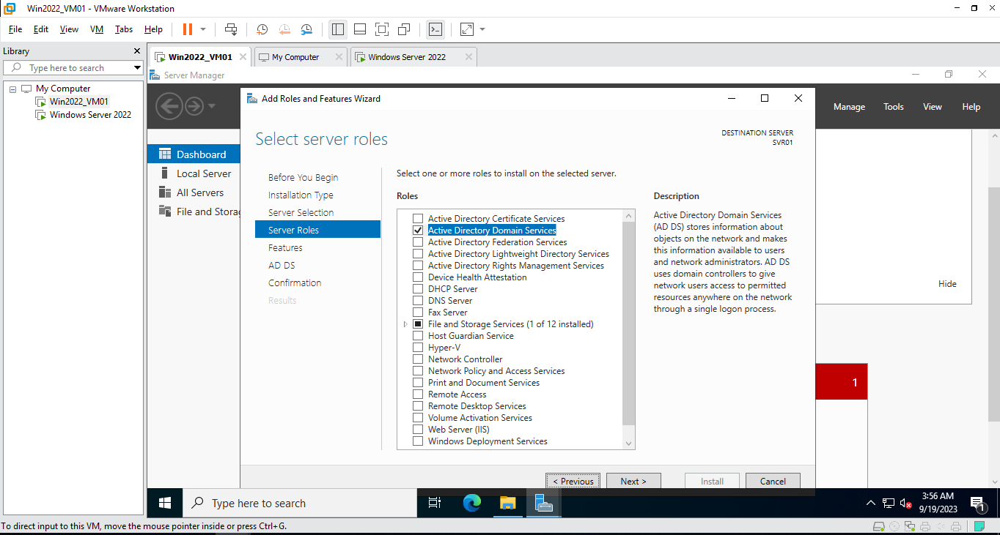 Win2022_VM01 - VMware Workstation
File Edit View VM Tabs Help
Library
Type here to search
My Computer
Win2022_VM01
Windows Server 2022
Win2022_VM01
My Computer
Windows Server 2022
Server Manager
Manage Tools View Help
Dashboard
Local Server
All Servers
File and Storag
Hide
1
Add Roles and Features Wizard
Select server roles
DESTINATION SERVER
SVR01
Before You Begin
Installation Type
Server Selection
Server Roles
Features
AD DS
Confirmation
Results
Select one or more roles to install on the selected server.
Roles
Active Directory Certificate Services
Active Directory Domain Services
Active Directory Federation Services
Active Directory Lightweight Directory Services
Active Directory Rights Management Services
Device Health Attestation
DHCP Server
DNS Server
Fax Server
File and Storage Services (1 of 12 installed)
Host Guardian Service
Hyper-V
Network Controller
Network Policy and Access Services
Print and Document Services
Remote Access
Remote Desktop Services
Volume Activation Services
Web Server (IIS)
Windows Deployment Services
Description
Active Directory Domain Services
(AD DS) stores information about
objects on the network and makes
this information available to users
and network administrators. AD DS
uses domain controllers to give
network users access to permitted
resources anywhere on the network
through a single logon process.
< Previous
Next >
Install
Cancel
Type here to search
3:56 AM
9/19/2023
1
To direct input to this VM, move the mouse pointer inside or press Ctrl+G.